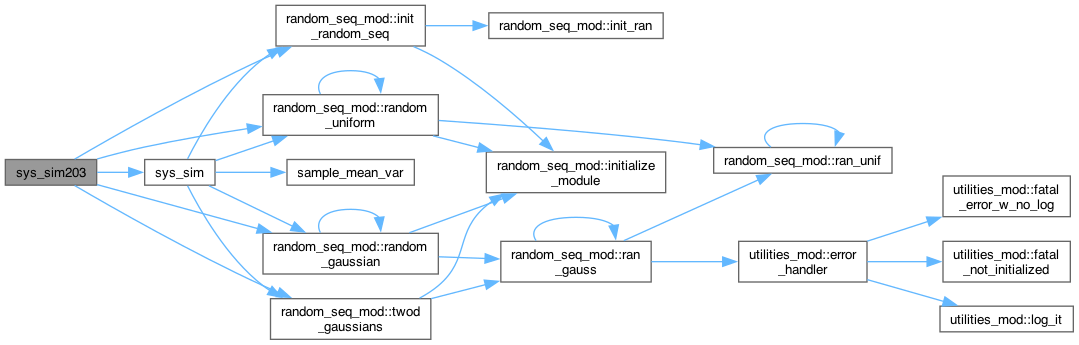 sys_sim203
sys_sim
random_seq_mod::init
_random_seq
random_seq_mod::random
_uniform
sample_mean_var
random_seq_mod::random
_gaussian
random_seq_mod::twod
_gaussians
random_seq_mod::init_ran
random_seq_mod::initialize
_module
random_seq_mod::ran
_gauss
random_seq_mod::ran_unif
utilities_mod::error
_handler
utilities_mod::fatal
_error_w_no_log
utilities_mod::fatal
_not_initialized
utilities_mod::log_it